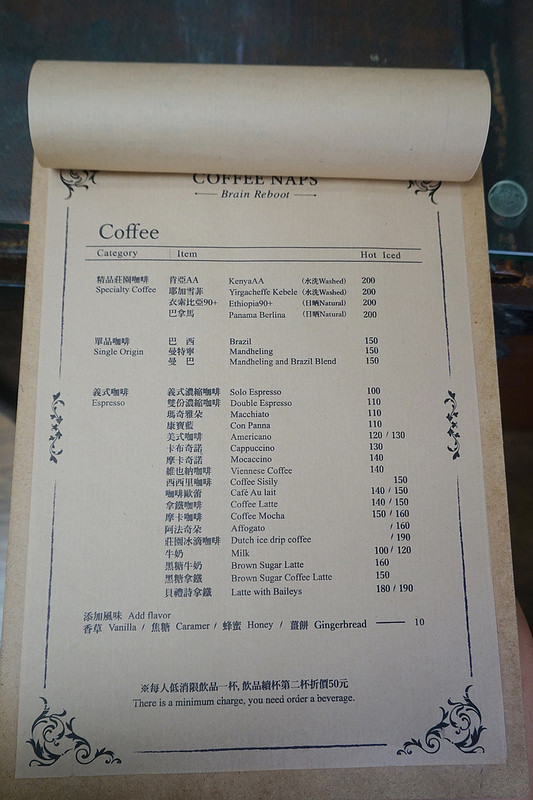 COFFEE NAPS
Brain Reboot
Coffee
Category Item Hot Iced
精品莊園咖啡 肯亞AA KenyaAA (水洗Washed) 200
Specialty Coffee 耶加雪菲 Yirgacheffe Kebele (水洗Washed) 200
衣索比亞90+ Ethiopia90+ (日晒Natural) 200
巴拿馬 Panama Berlina (日晒Natural) 200
單品咖啡 巴 西 Brazil 150
Single Origin 曼特寧 Mandheling 150
曼 巴 Mandheling and Brazil Blend 150
義式咖啡 義式濃縮咖啡 Solo Espresso 100
Espresso 雙份濃縮咖啡 Double Espresso 110
瑪奇雅朵 Macchiato 110
康寶藍 Con Panna 110
美式咖啡 Americano 120 / 130
卡布奇諾 Cappuccino 130
摩卡奇諾 Mocaccino 140
維也納咖啡 Viennese Coffee 140
西西里咖啡 Coffee Sisily 150
咖啡歐蕾 Café Au lait 140 / 150
拿鐵咖啡 Coffee Latte 140 / 150
摩卡咖啡 Coffee Mocha 150 / 160
阿法奇朵 Affogato / 160
莊園冰滴咖啡 Dutch ice drip coffee / 190
牛奶 Milk 100 / 120
黑糖牛奶 Brown Sugar Latte 160
黑糖拿鐵 Brown Sugar Coffee Latte 150
貝禮詩拿鐵 Latte with Baileys 180 / 190
添加風味 Add flavor
香草 Vanilla / 焦糖 Caramer / 蜂蜜 Honey / 薑餅 Gingerbread 10
※每人低消限飲品一杯,飲品續杯第二杯折價50元
There is a minimum charge, you need order a beverage.